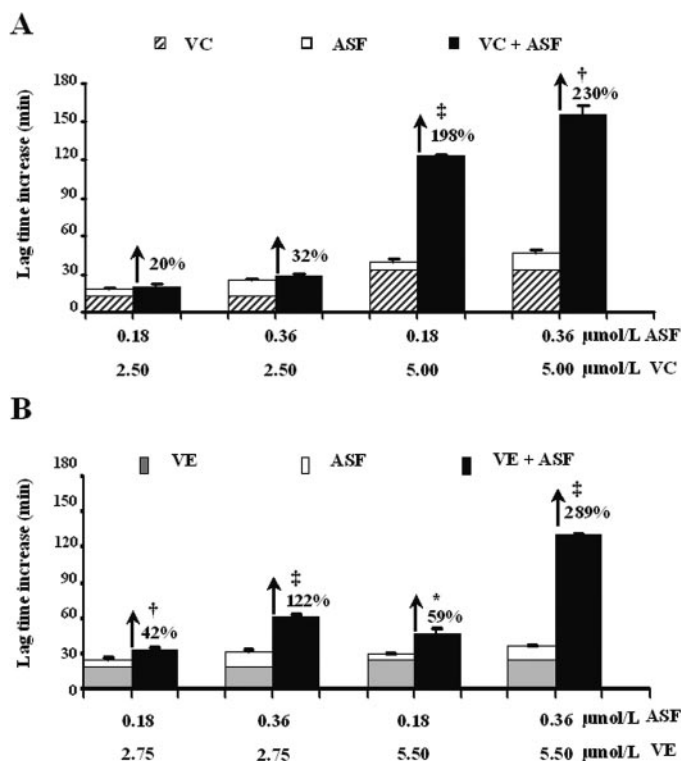 A
VC ASF VC + ASF
Lag time increase (min)
180
150
120
90
60
30
0
20%
32%
‡
198%
†
230%
0.18 0.36 0.18 0.36 µmol/L ASF
2.50 2.50 5.00 5.00 µmol/L VC
B
VE ASF VE + ASF
Lag time increase (min)
180
150
120
90
60
30
0
†
42%
‡
122%
*
59%
‡
289%
0.18 0.36 0.18 0.36 µmol/L ASF
2.75 2.75 5.50 5.50 µmol/L VE